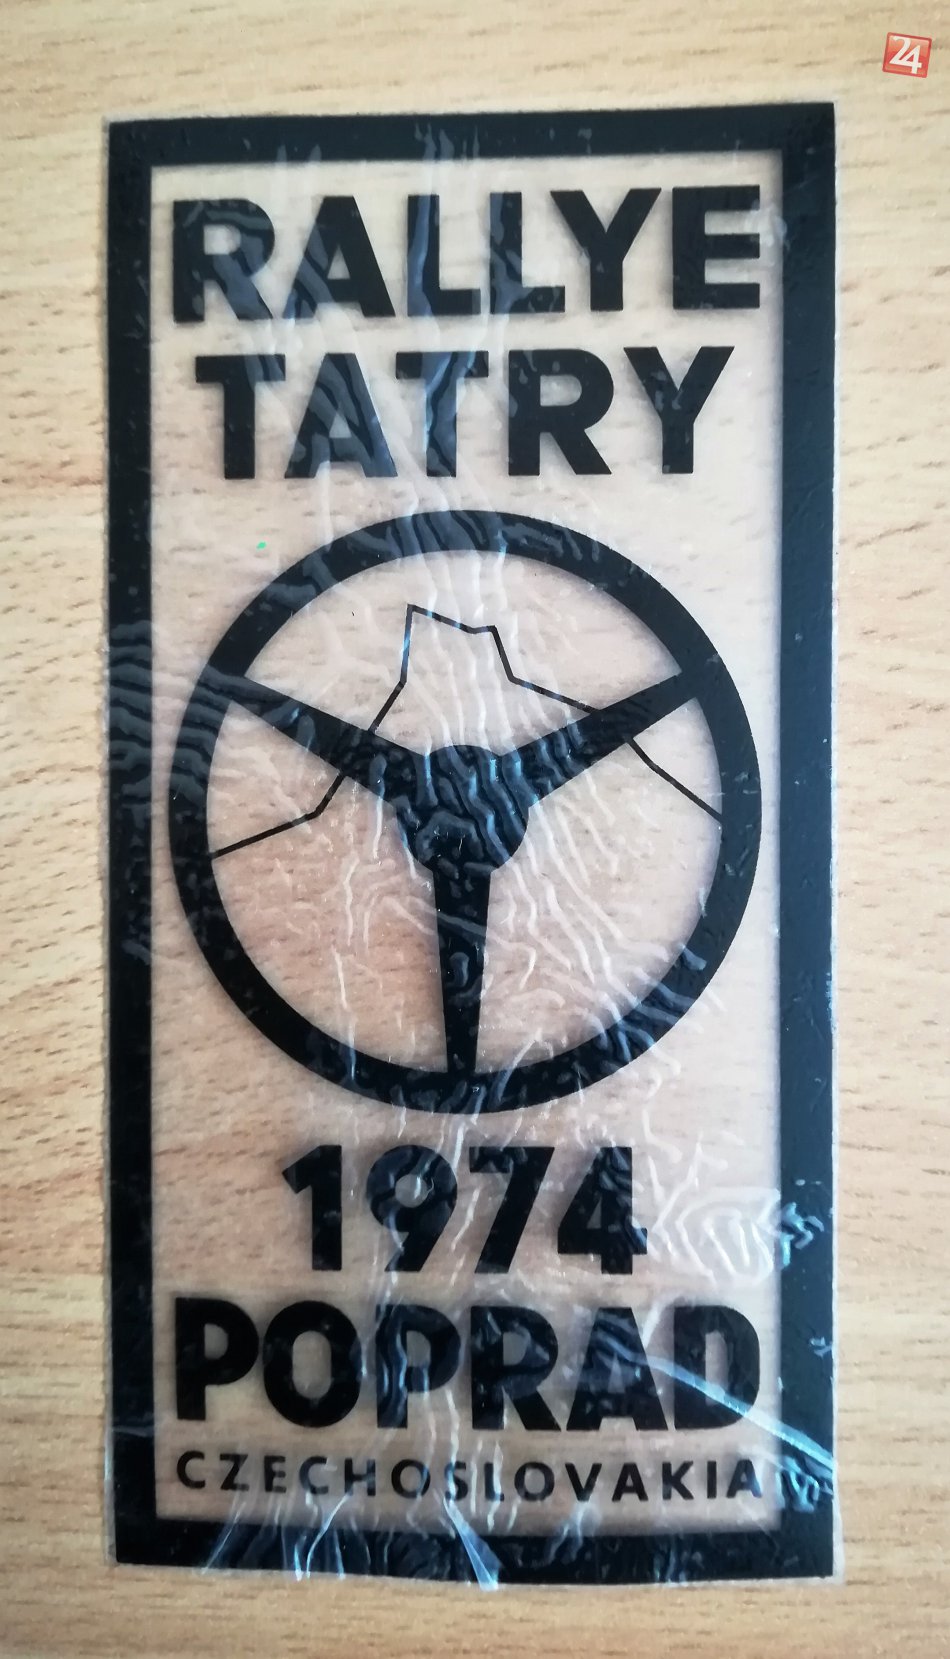 24
RALLYE
TATRY
1974
POPRAD
CZECHOSLOVAKIA